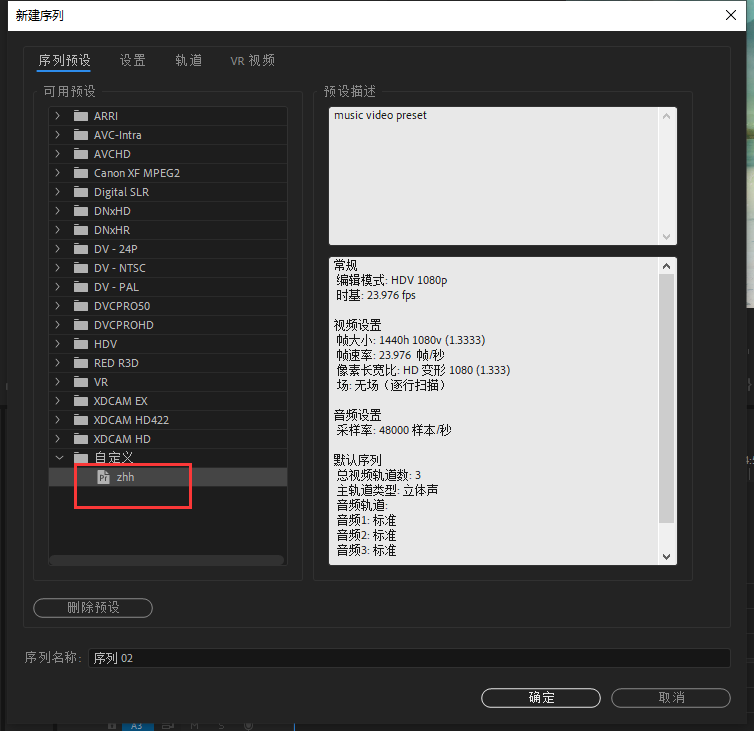 新建序列
序列预设 设置 轨道 VR 视频
可用预设
ARRI
AVC-Intra
AVCHD
Canon XF MPEG2
Digital SLR
DNxHD
DNxHR
DV - 24P
DV - NTSC
DV - PAL
DVCPRO50
DVCPROHD
HDV
RED R3D
VR
XDCAM EX
XDCAM HD422
XDCAM HD
自定义
zhh
删除预设
预设描述
music video preset
常规
编辑模式: HDV 1080p
时基: 23.976 fps
视频设置
帧大小: 1440h 1080v (1.3333)
帧速率: 23.976 帧/秒
像素长宽比: HD 变形 1080 (1.333)
场: 无场（逐行扫描）
音频设置
采样率: 48000 样本/秒
默认序列
总视频轨道数: 3
主轨道类型: 立体声
音频轨道:
音频1: 标准
音频2: 标准
音频3: 标准
序列名称: 序列 02
确定 取消
A3 M S